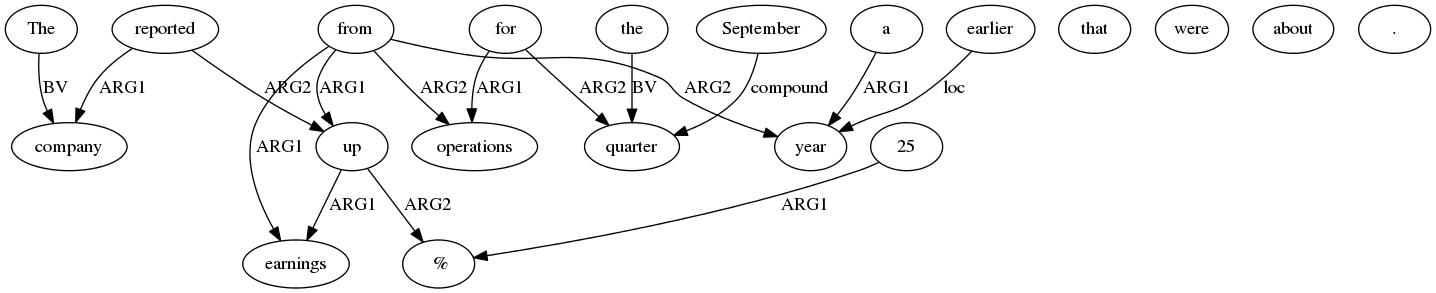 The reported from for the September a earlier that were about .
BV ARG1 ARG2 ARG1 ARG2 ARG1 ARG2 BV compound ARG2 ARG1 loc
company up operations quarter year 25
ARG1 ARG1 ARG2 ARG1
earnings %